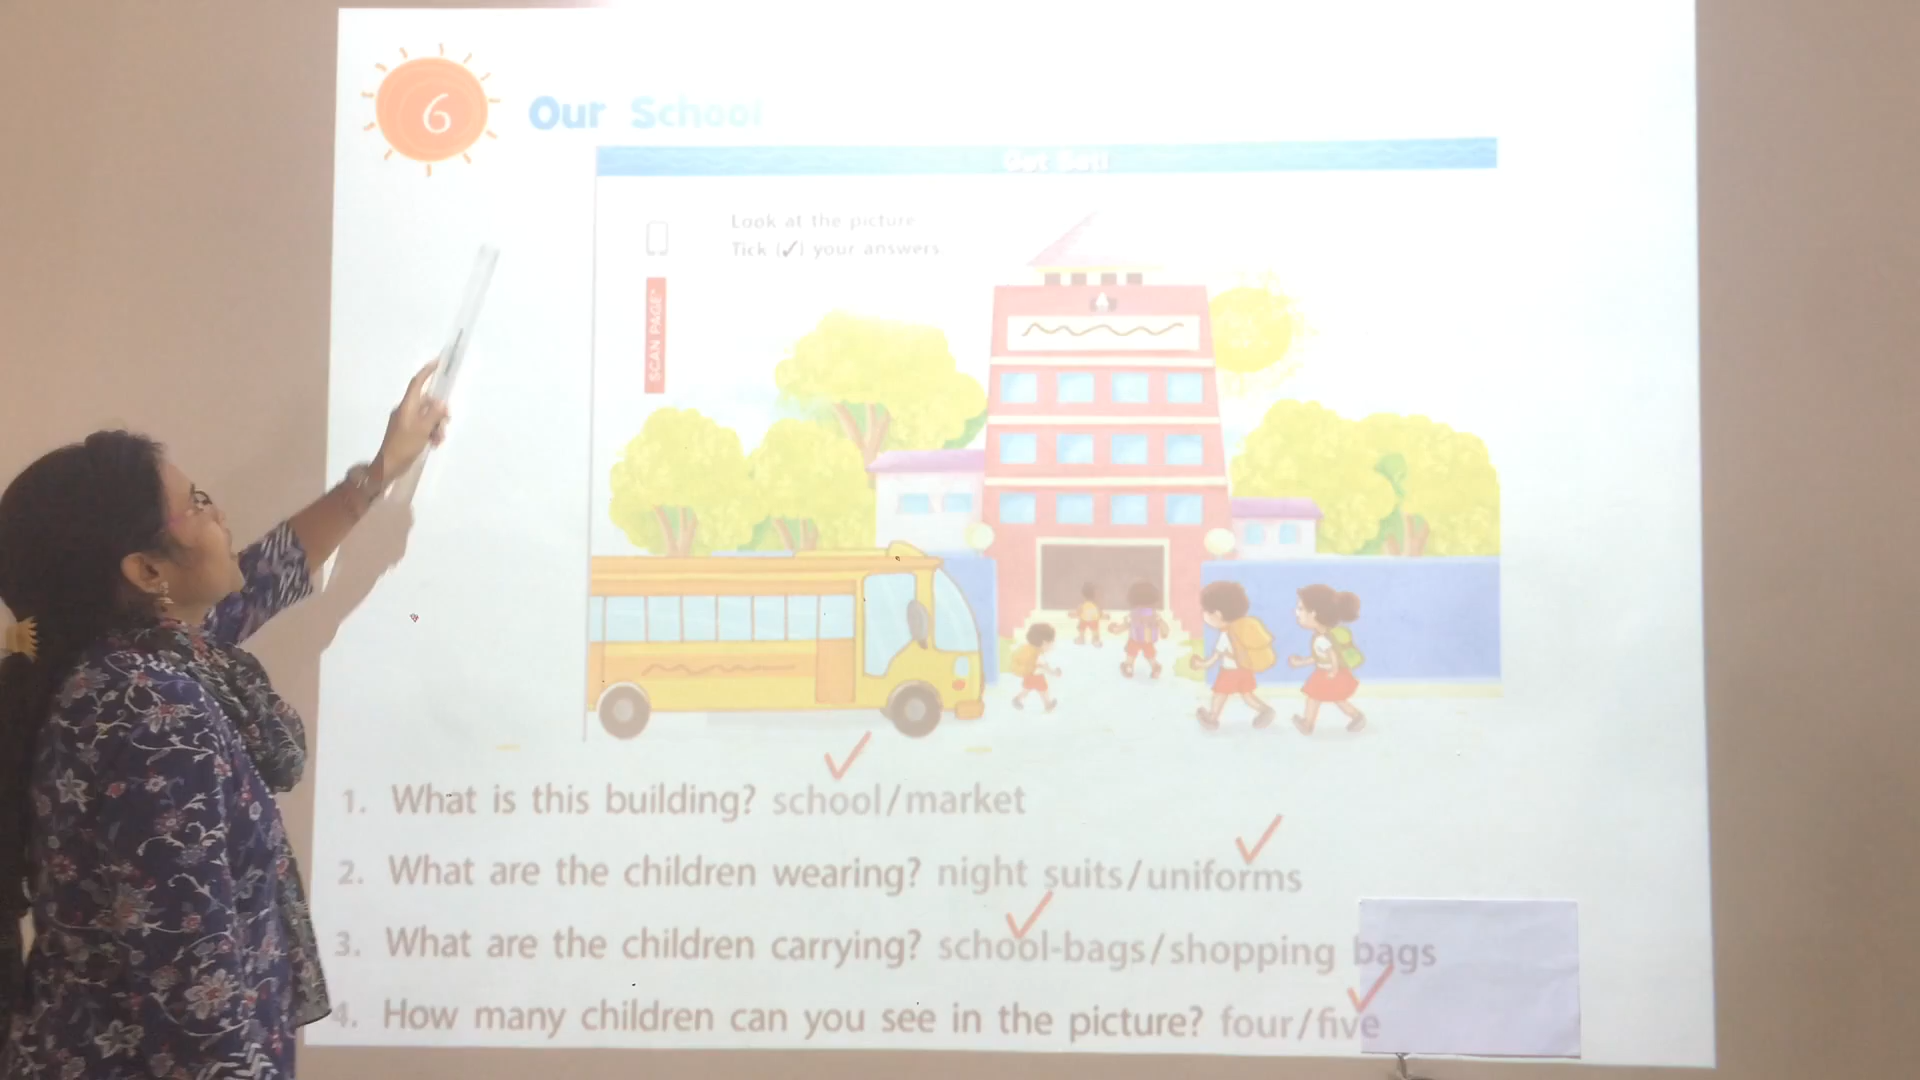 6
Our School
Get Set!
Look at the picture
Tick (✓) your answers.
SCAN PAGE
1. What is this building? school/market
2. What are the children wearing? night suits/uniforms
3. What are the children carrying? school-bags/shopping bags
4. How many children can you see in the picture? four/five